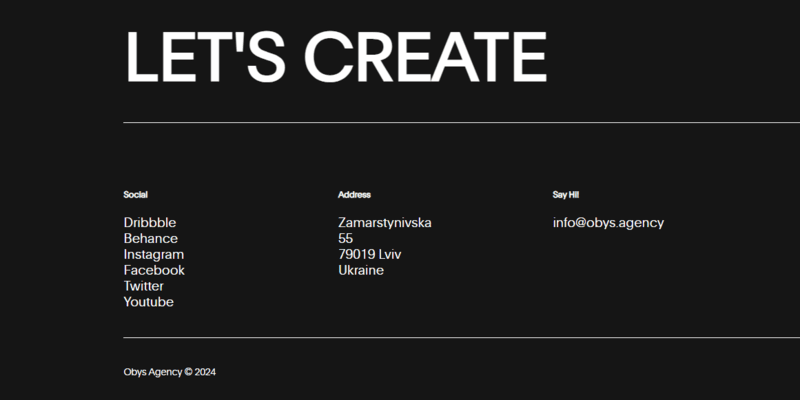 LET'S CREATE
Social
Dribbble
Behance
Instagram
Facebook
Twitter
Youtube
Address
Zamarstynivska
55
79019 Lviv
Ukraine
Say Hi!
info@obys.agency
Obys Agency © 2024